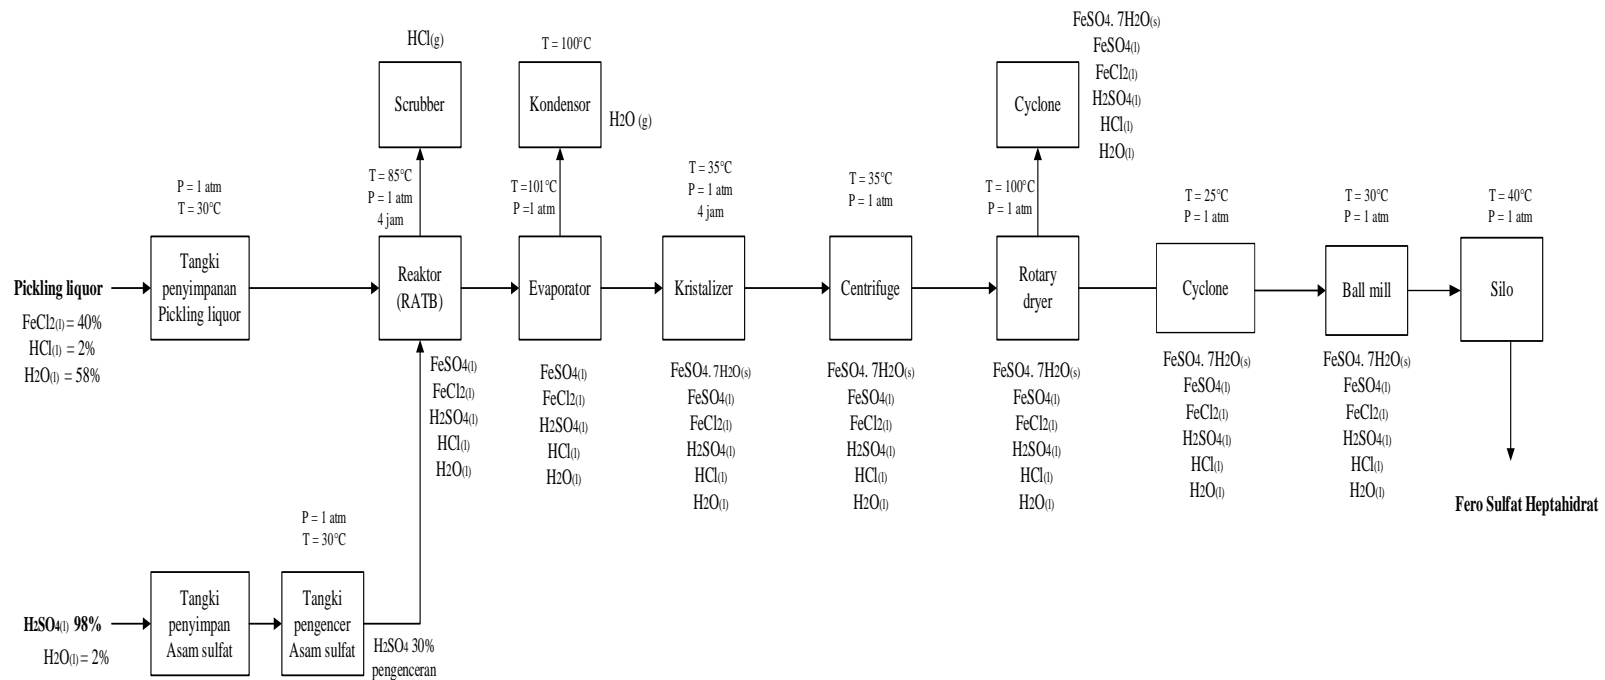 FeSO4. 7H2O(s)
FeSO4(l)
FeCl2(l)
H2SO4(l)
HCl(l)
H2O(l)
HCl(g)
T = 100°C
Scrubber
Kondensor
H2O (g)
Cyclone
T = 85°C
P = 1 atm
4 jam
T =101°C
P =1 atm
T = 35°C
P = 1 atm
4 jam
T = 35°C
P = 1 atm
T = 100°C
P = 1 atm
T = 25°C
P = 1 atm
T = 30°C
P = 1 atm
T = 40°C
P = 1 atm
P = 1 atm
T = 30°C
Pickling liquor
FeCl2(l) = 40%
HCl(l) = 2%
H2O(l) = 58%
Tangki
penyimpanan
Pickling liquor
Reaktor
(RATB)
Evaporator
Kristalizer
Centrifuge
Rotary
dryer
Cyclone
Ball mill
Silo
FeSO4(l)
FeCl2(l)
H2SO4(l)
HCl(l)
H2O(l)
FeSO4(l)
FeCl2(l)
H2SO4(l)
HCl(l)
H2O(l)
FeSO4. 7H2O(s)
FeSO4(l)
FeCl2(l)
H2SO4(l)
HCl(l)
H2O(l)
FeSO4. 7H2O(s)
FeSO4(l)
FeCl2(l)
H2SO4(l)
HCl(l)
H2O(l)
FeSO4. 7H2O(s)
FeSO4(l)
FeCl2(l)
H2SO4(l)
HCl(l)
H2O(l)
FeSO4. 7H2O(s)
FeSO4(l)
FeCl2(l)
H2SO4(l)
HCl(l)
H2O(l)
FeSO4. 7H2O(s)
FeSO4(l)
FeCl2(l)
H2SO4(l)
HCl(l)
H2O(l)
Fero Sulfat Heptahidrat
P = 1 atm
T = 30°C
H2SO4(l) 98%
H2O(l) = 2%
Tangki
penyimpan
Asam sulfat
Tangki
pengencer
Asam sulfat
H2SO4 30%
pengenceran